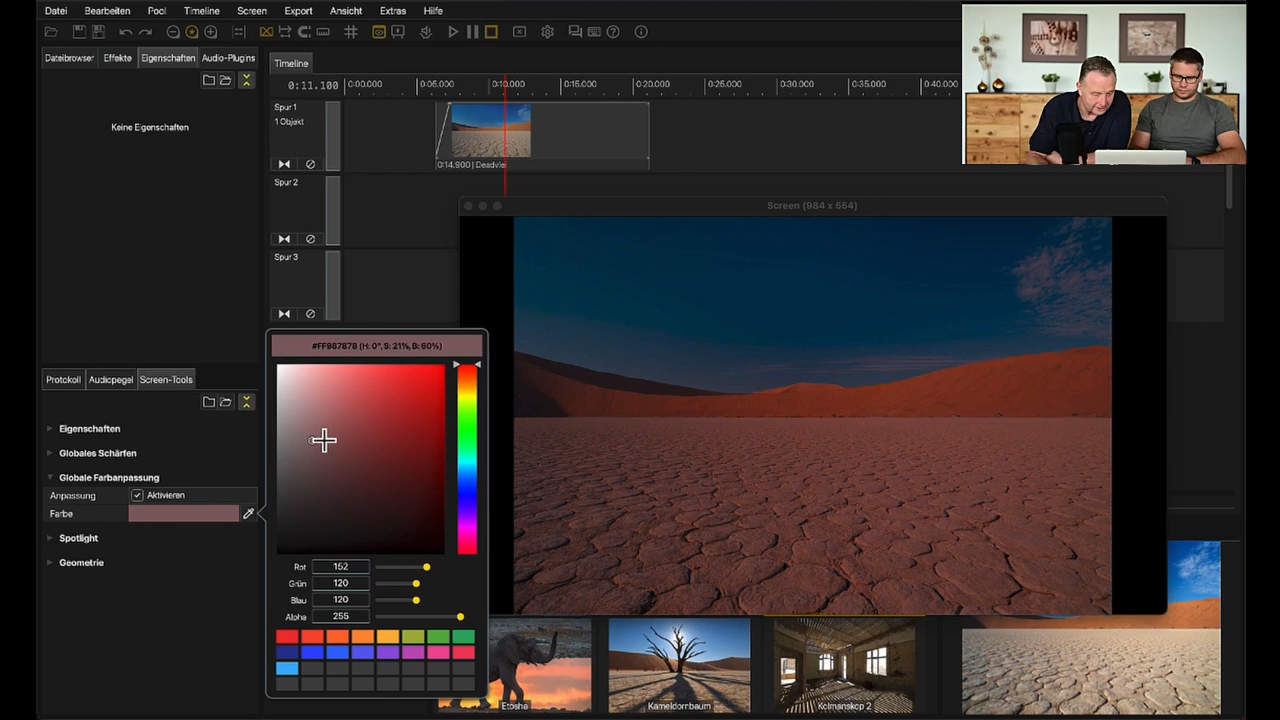 Datei Bearbeiten Pool Timeline Screen Export Ansicht Extras Hilfe
Dateibrowser Effekte Eigenschaften Audio-Plugins
Keine Eigenschaften
Timeline
0:11.100 0:00.000 0:05.000 0:10.000 0:15.000 0:20.000 0:25.000 0:30.000 0:35.000 0:40.000
Spur 1
1 Objekt
0:14.900 | Deadvlei
Spur 2
Spur 3
Screen (984 x 554)
Protokoll Audiopegel Screen-Tools
Eigenschaften
Globales Schärfen
Globale Farbanpassung
Anpassung Aktivieren
Farbe
Spotlight
Geometrie
#FF987878 (H: 0°, S: 21%, B: 60%)
Rot 152
Grün 120
Blau 120
Alpha 255
Etosha Kameldornbaum Kolmanskop 2